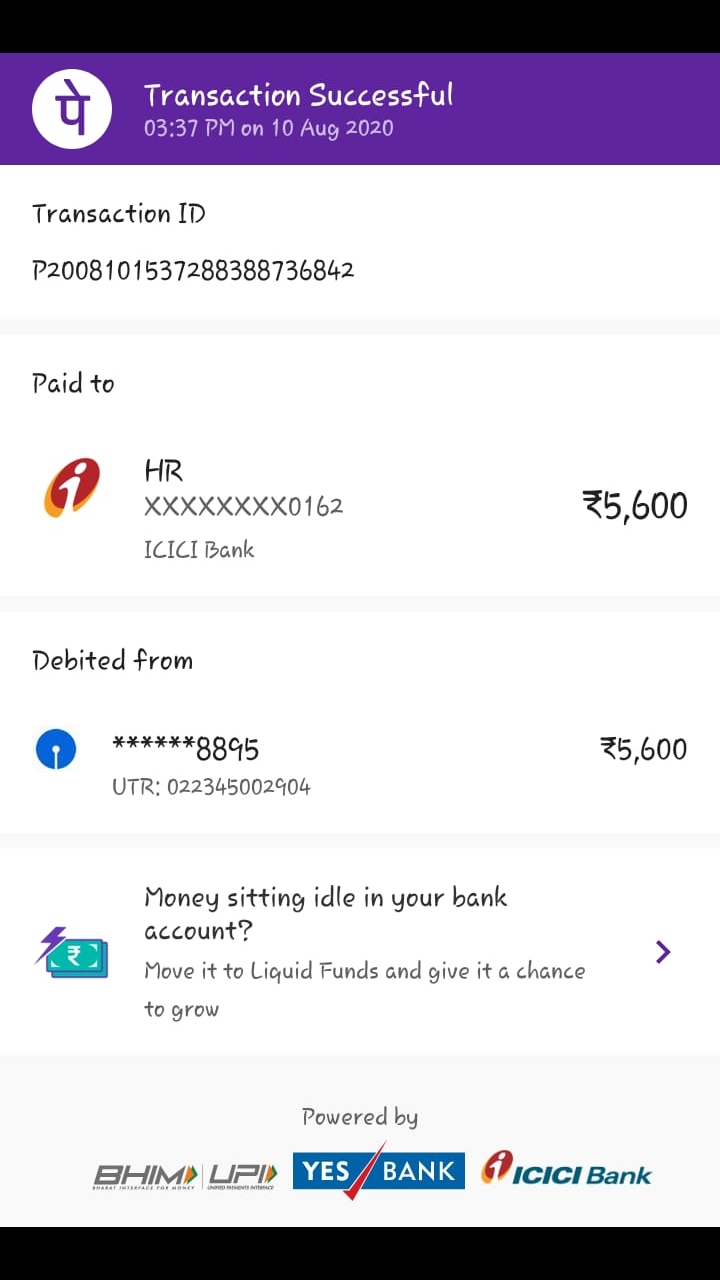 पे
Transaction Successful
03:37 PM on 10 Aug 2020
Transaction ID
P2008101537288388736842
Paid to
HR
XXXXXXXX0162
₹5,600
ICICI Bank
Debited from
******8895
₹5,600
UTR: 022345002904
Money sitting idle in your bank
account?
Move it to Liquid Funds and give it a chance
to grow
Powered by
BHIM
BHARAT INTERFACE FOR MONEY
UPI
UNIFIED PAYMENTS INTERFACE
YES BANK
ICICI Bank